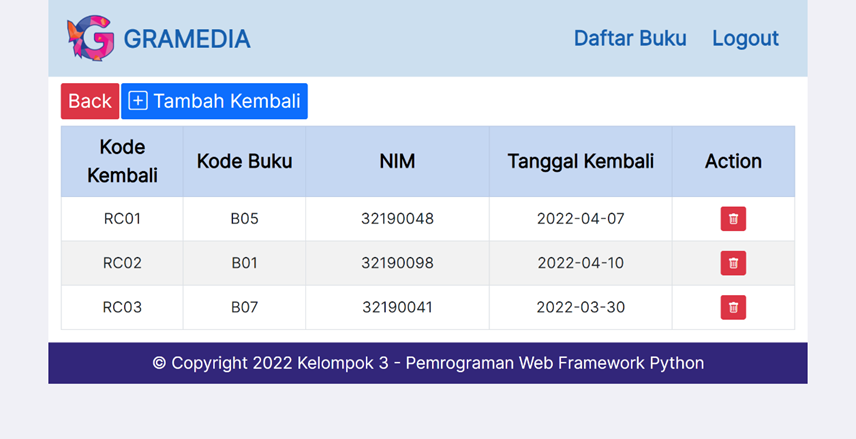 GRAMEDIA Daftar Buku Logout
Back Tambah Kembali
Kode Kembali Kode Buku NIM Tanggal Kembali Action
RC01 B05 32190048 2022-04-07
RC02 B01 32190098 2022-04-10
RC03 B07 32190041 2022-03-30
© Copyright 2022 Kelompok 3 - Pemrograman Web Framework Python